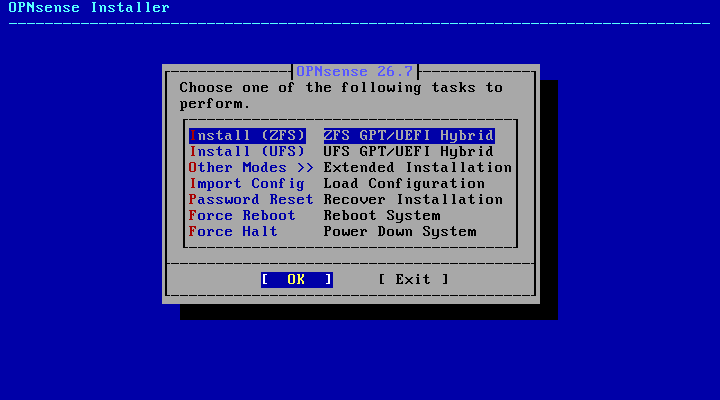 OPNsense Installer
OPNsense 26.7
Choose one of the following tasks to
perform.
Install (ZFS) ZFS GPT/UEFI Hybrid
Install (UFS) UFS GPT/UEFI Hybrid
Other Modes >> Extended Installation
Import Config Load Configuration
Password Reset Recover Installation
Force Reboot Reboot System
Force Halt Power Down System
[ OK ] [ Exit ]